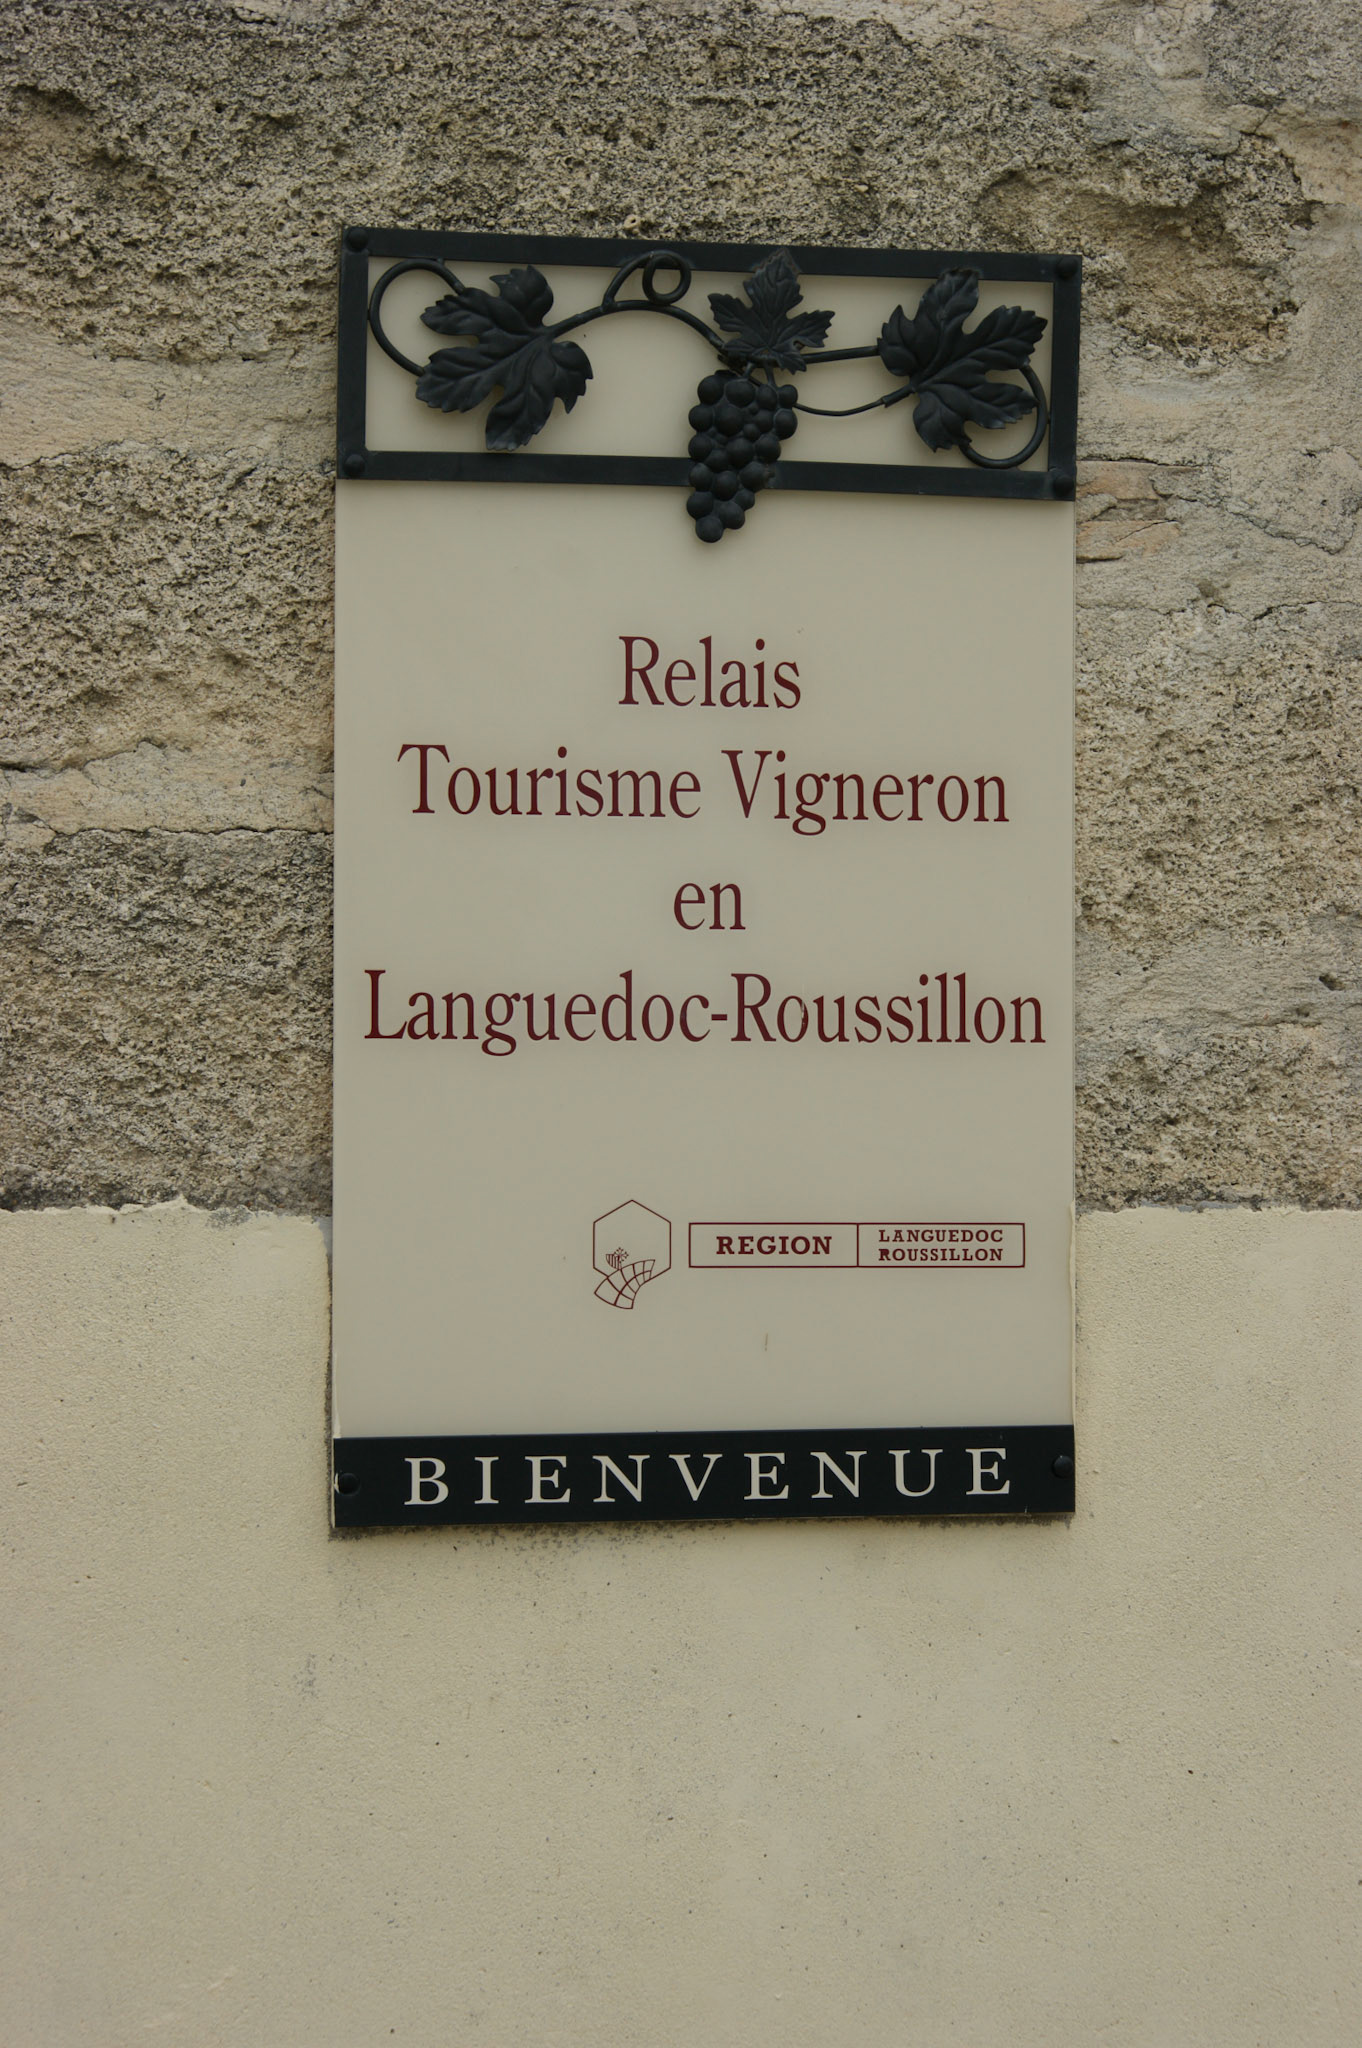 Relais
Tourisme Vigneron
en
Languedoc-Roussillon
REGION
LANGUEDOC
ROUSSILLON
BIENVENUE